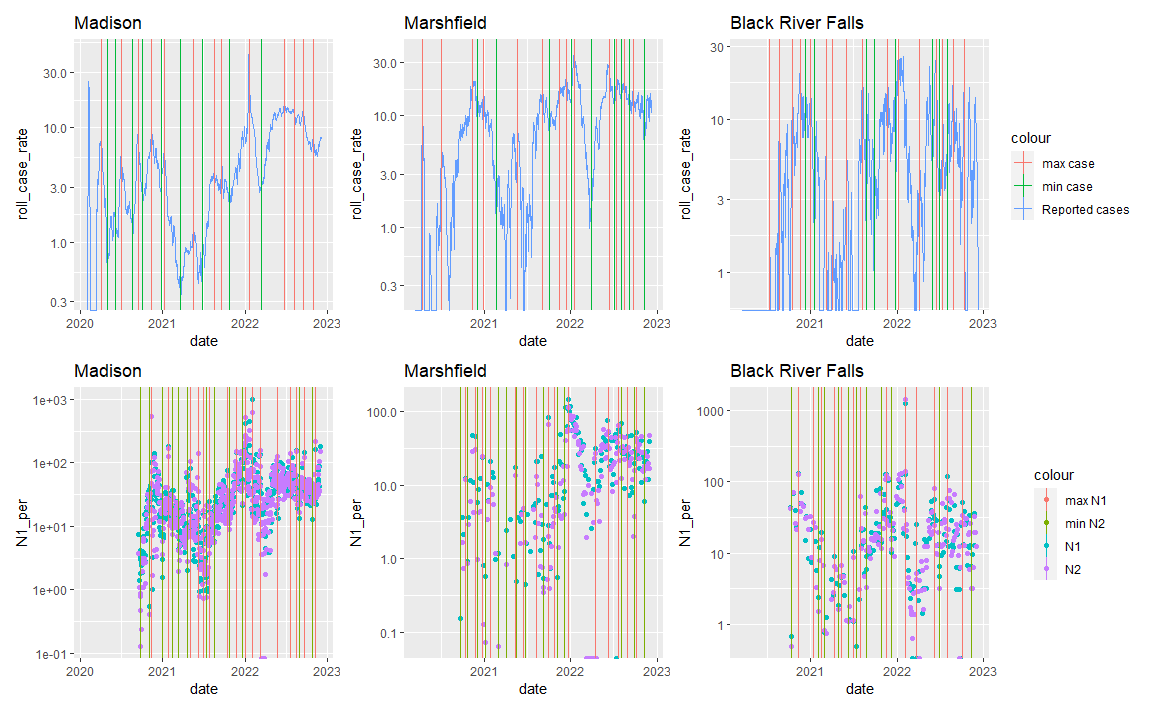 Madison
Marshfield
Black River Falls
roll_case_rate
30.0
10.0
3.0
1.0
0.3
2020
2021
2022
2023
date
roll_case_rate
30.0
10.0
3.0
1.0
0.3
2021
2022
2023
date
roll_case_rate
30
10
3
1
2021
2022
2023
date
colour
max case
min case
Reported cases
Madison
Marshfield
Black River Falls
N1_per
1e+03
1e+02
1e+01
1e+00
1e-01
2020
2021
2022
2023
date
N1_per
100.0
10.0
1.0
0.1
2021
2022
2023
date
N1_per
1000
100
10
1
2021
2022
2023
date
colour
max N1
min N2
N1
N2